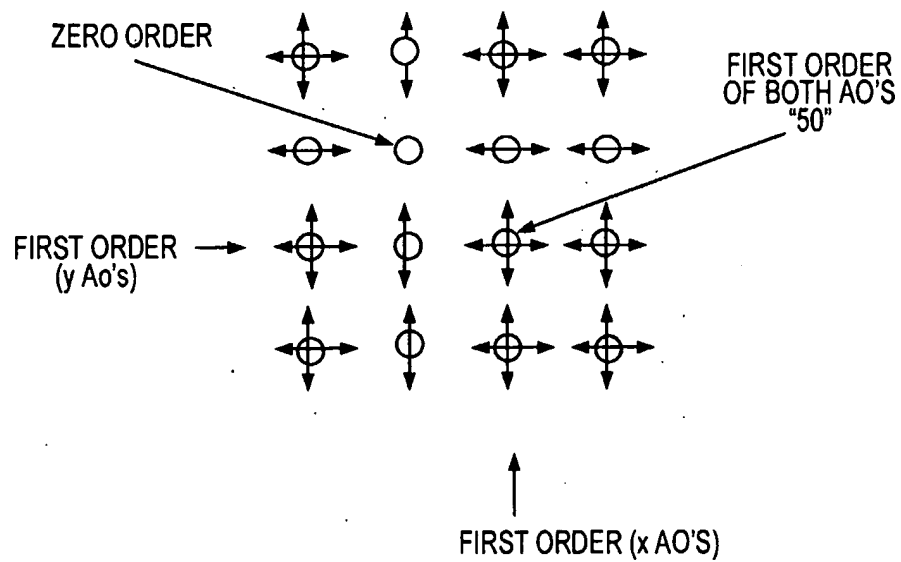 ZERO ORDER
FIRST ORDER
OF BOTH AO'S
"50"
FIRST ORDER
(y Ao's)
FIRST ORDER (x AO'S)